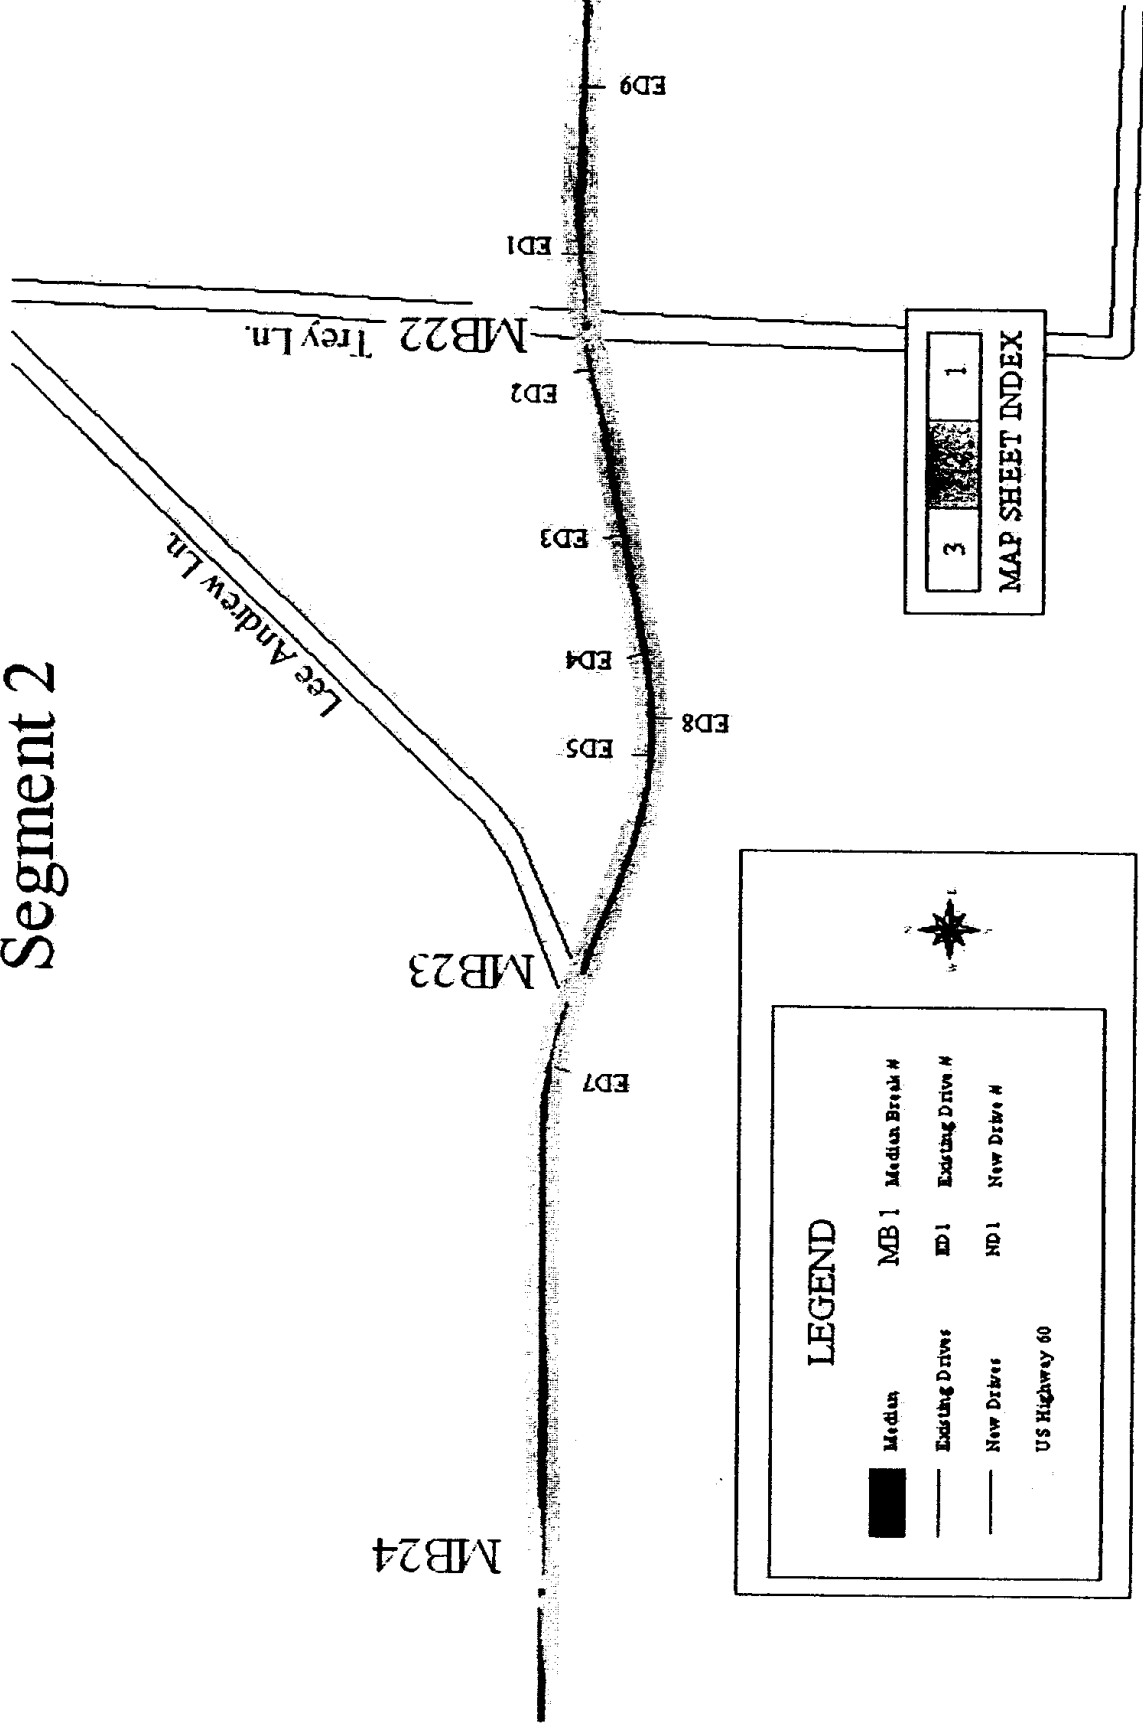 Segment 2
MB24
MB23
MB22
Trey Ln.
Lee Andrew Ln.
ED7
ED5
ED8
ED4
ED3
ED2
ED1
ED9
LEGEND
Median
MB 1 Median Break #
Existing Drives
ED1 Existing Drive #
New Drives
ND1 New Drive #
US Highway 60
W
3
1
MAP SHEET INDEX